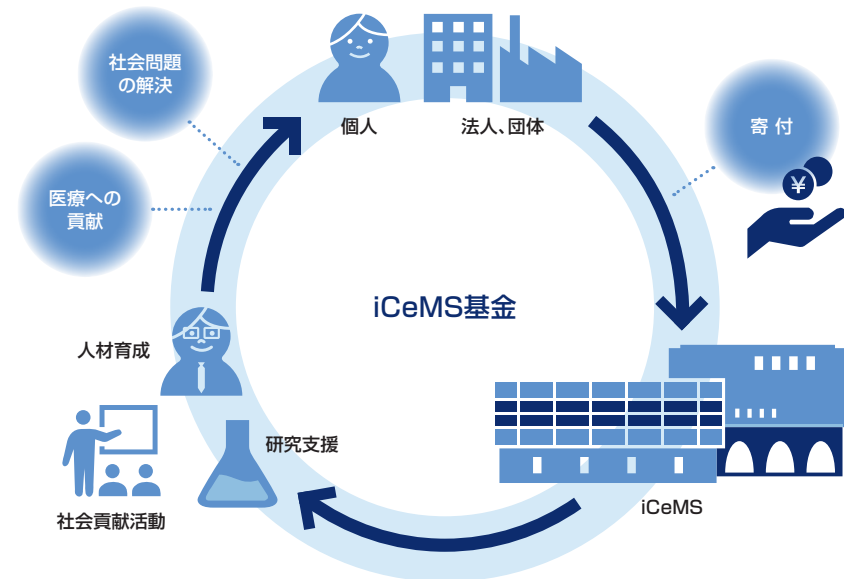 社会問題
の解決
個人
法人、団体
寄 付
¥
医療への
貢献
iCeMS基金
人材育成
研究支援
iCeMS
社会貢献活動